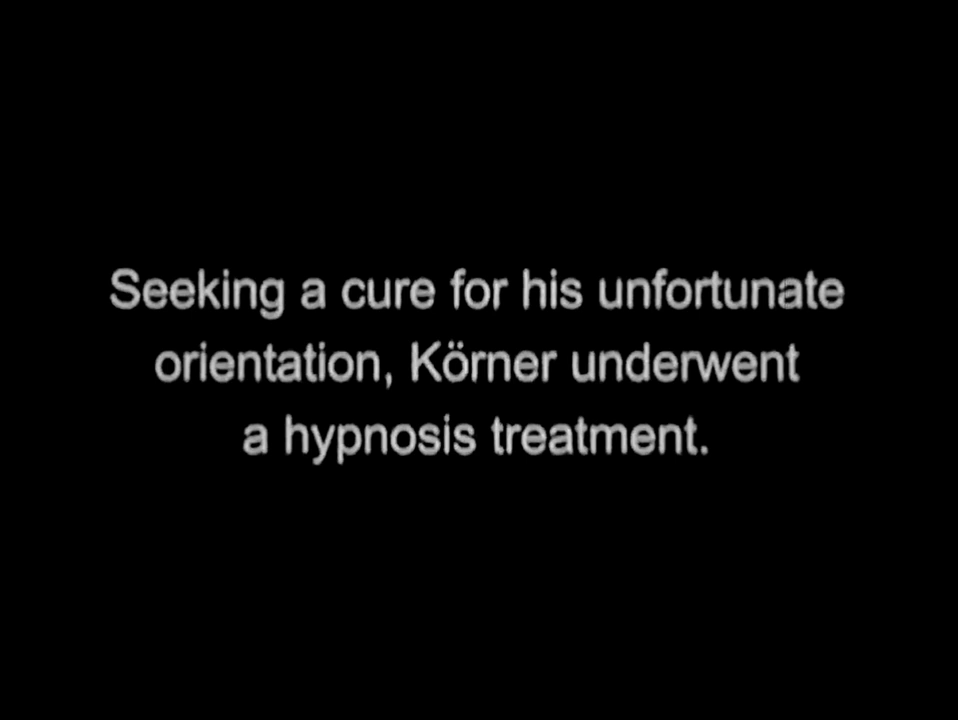 Seeking a cure for his unfortunate
orientation, Körner underwent
a hypnosis treatment.